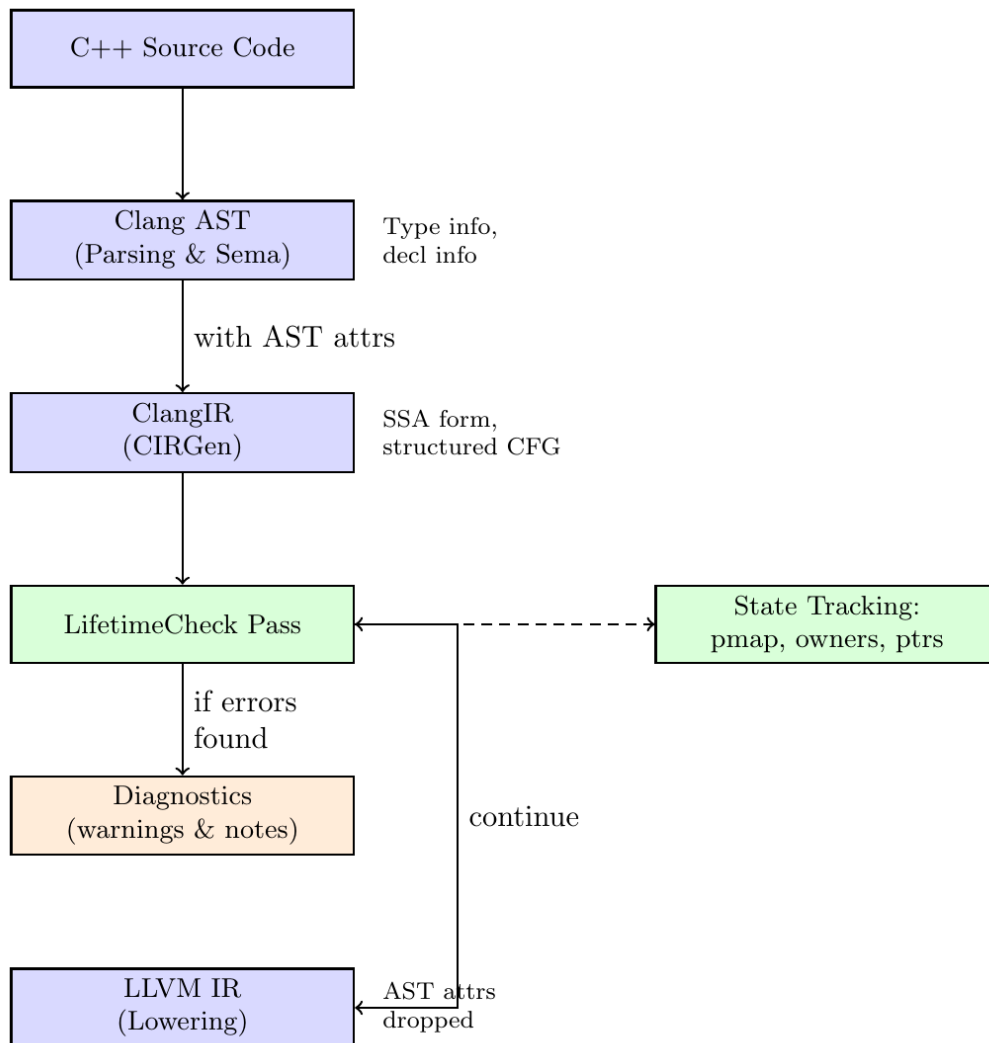 C++ Source Code
Clang AST
(Parsing & Sema)
Type info,
decl info
with AST attrs
ClangIR
(CIRGen)
SSA form,
structured CFG
LifetimeCheck Pass
State Tracking:
pmap, owners, ptrs
if errors
found
Diagnostics
(warnings & notes)
continue
LLVM IR
(Lowering)
AST attrs
dropped